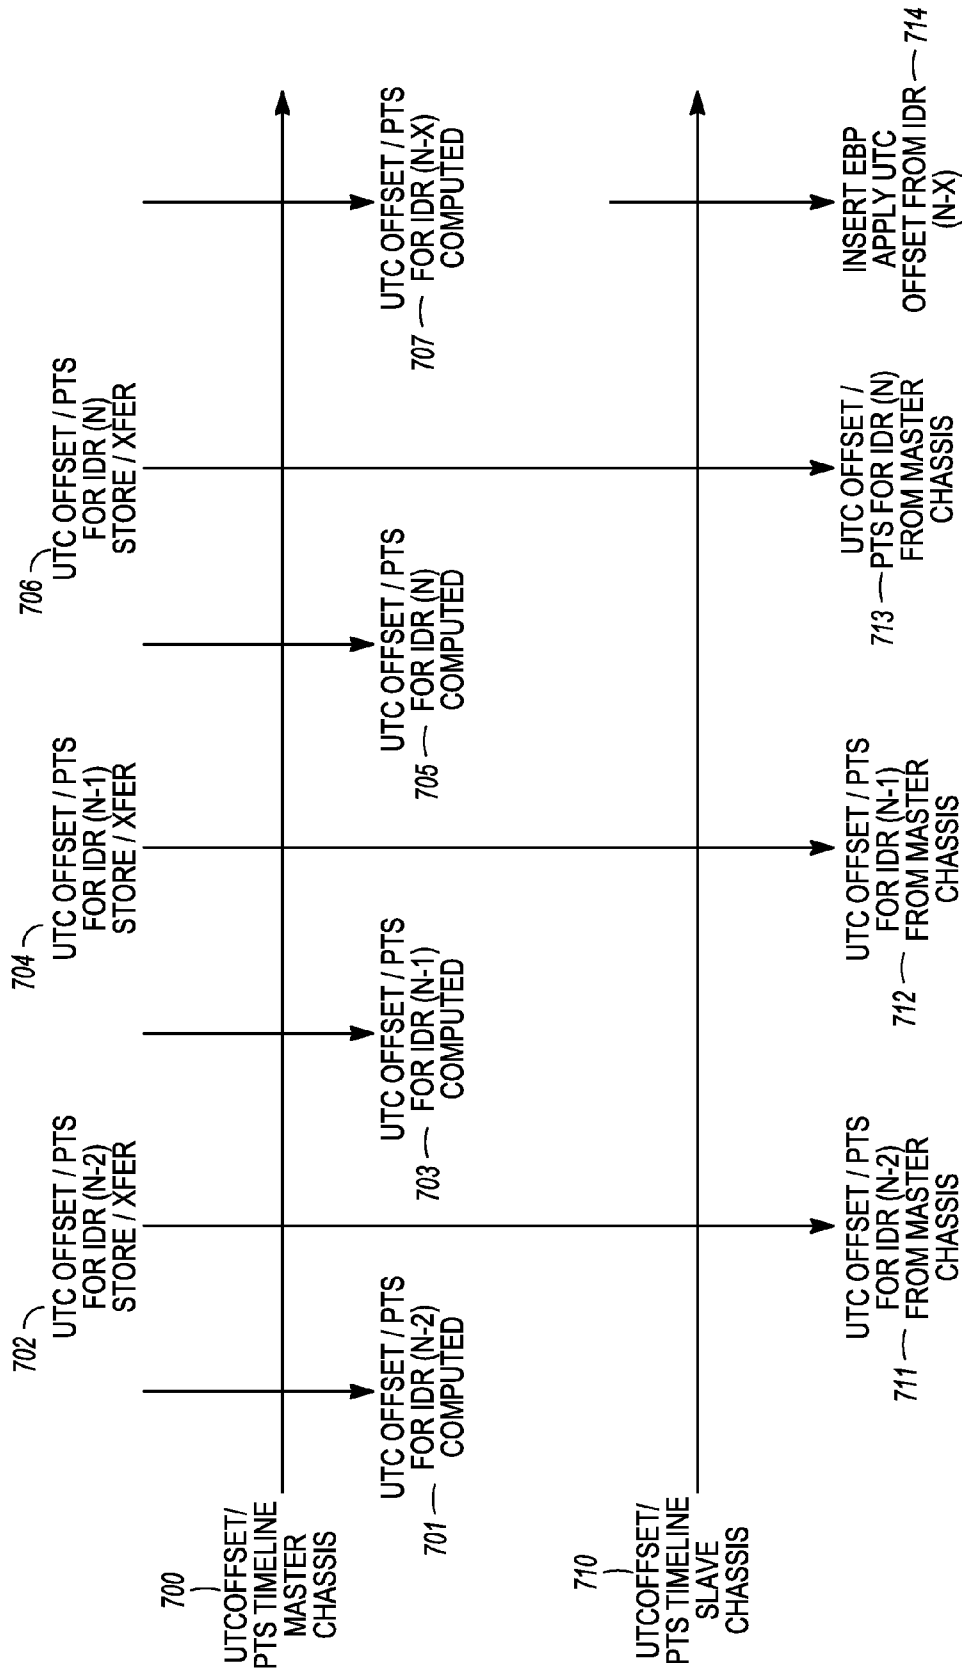 702
UTC OFFSET / PTS
FOR IDR (N-2)
STORE / XFER
704
UTC OFFSET / PTS
FOR IDR (N-1)
STORE / XFER
706
UTC OFFSET / PTS
FOR IDR (N)
STORE / XFER
700
UTCOFFSET/
PTS TIMELINE
MASTER
CHASSIS
UTC OFFSET / PTS
701 FOR IDR (N-2)
COMPUTED
UTC OFFSET / PTS
703 FOR IDR (N-1)
COMPUTED
UTC OFFSET / PTS
705 FOR IDR (N)
COMPUTED
UTC OFFSET / PTS
707 FOR IDR (N-X)
COMPUTED
710
UTCOFFSET/
PTS TIMELINE
SLAVE
CHASSIS
UTC OFFSET / PTS
FOR IDR (N-2)
711 FROM MASTER
CHASSIS
UTC OFFSET / PTS
FOR IDR (N-1)
712 FROM MASTER
CHASSIS
UTC OFFSET /
713 PTS FOR IDR (N)
FROM MASTER
CHASSIS
INSERT EBP
APPLY UTC
OFFSET FROM IDR 714
(N-X)